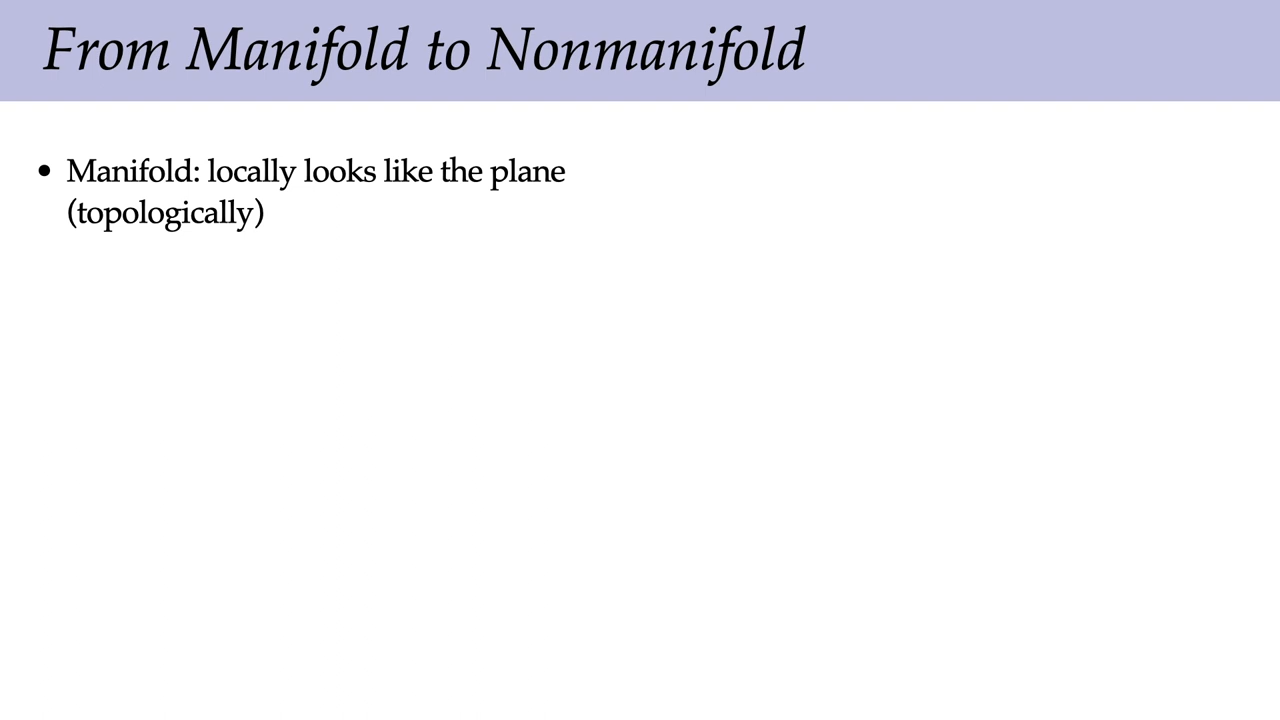 From Manifold to Nonmanifold
• Manifold: locally looks like the plane
(topologically)